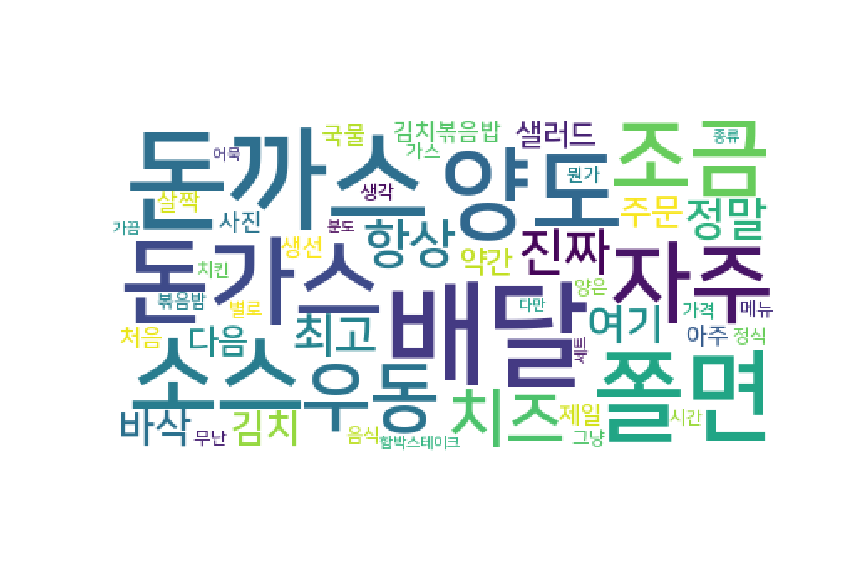 돈까스
어묵
국물
김치볶음밥
가스
샐러드
조금
종류
살짝
가끔
사진
생각
분도
양도
뭔가
주문
정말
돈가스
치킨
생선
항상
약간
진짜
자주
볶음밥
별로
양은
가격
메뉴
처음
다음
최고
배달
다만
여기
아주
정식
소스
우동
세트
쫄면
바삭
무난
김치
음식
함박스테이크
치즈
제일
그냥
시간